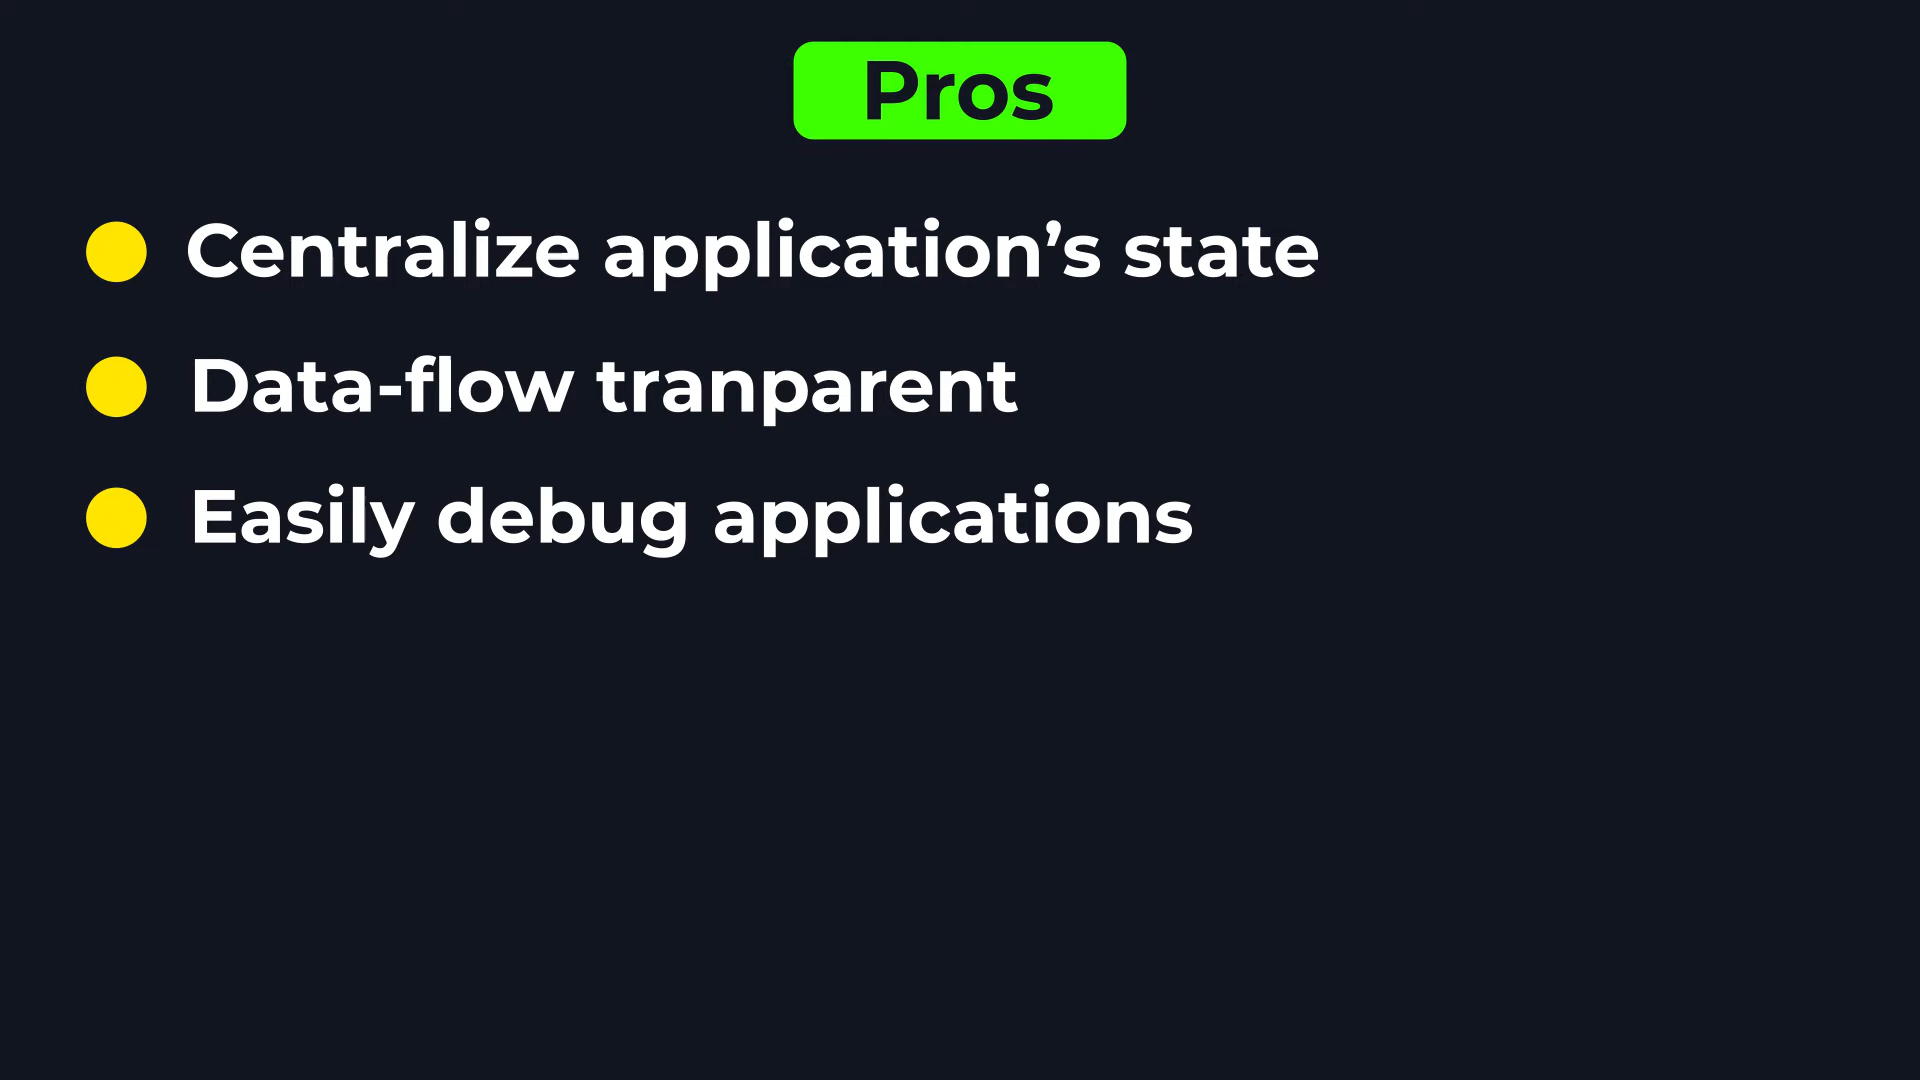 Pros
Centralize application’s state
Data-flow tranparent
Easily debug applications